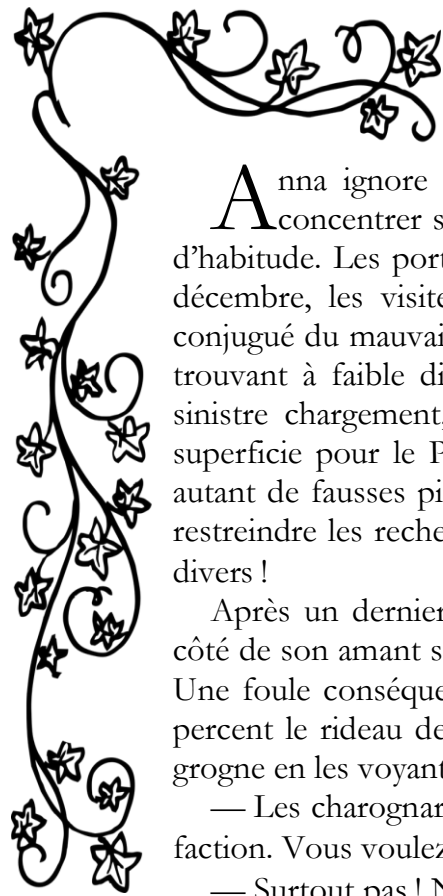 Anna ignore
concentrer s
d'habitude. Les port
décembre, les visite
conjugué du mauvai
trouvant à faible di
sinistre chargement,
superficie pour le P
autant de fausses pi
restreindre les reche
divers !
Après un dernier
côté de son amant s
Une foule conséque
percent le rideau de
grogne en les voyant
— Les charognar
faction. Vous voulez
— Surtout pas ! N